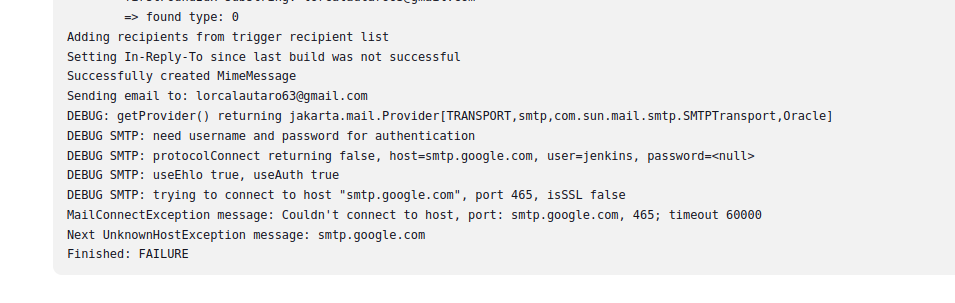 => found type: 0
Adding recipients from trigger recipient list
Setting In-Reply-To since last build was not successful
Successfully created MimeMessage
Sending email to: lorcalautaro63@gmail.com
DEBUG: getProvider() returning jakarta.mail.Provider[TRANSPORT,smtp,com.sun.mail.smtp.SMTPTransport,Oracle]
DEBUG SMTP: need username and password for authentication
DEBUG SMTP: protocolConnect returning false, host=smtp.google.com, user=jenkins, password=<null>
DEBUG SMTP: useEhlo true, useAuth true
DEBUG SMTP: trying to connect to host "smtp.google.com", port 465, isSSL false
MailConnectException message: Couldn't connect to host, port: smtp.google.com, 465; timeout 60000
Next UnknownHostException message: smtp.google.com
Finished: FAILURE